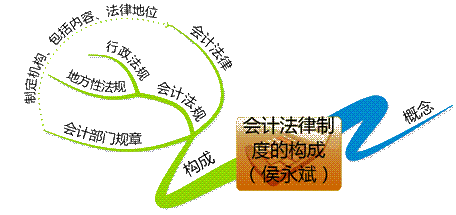 制定机构、包括内容、法律地位
会计法律
行政法规
地方性法规
会计法规
会计部门规章
构成
会计法律制
度的构成
（侯永斌）
概念